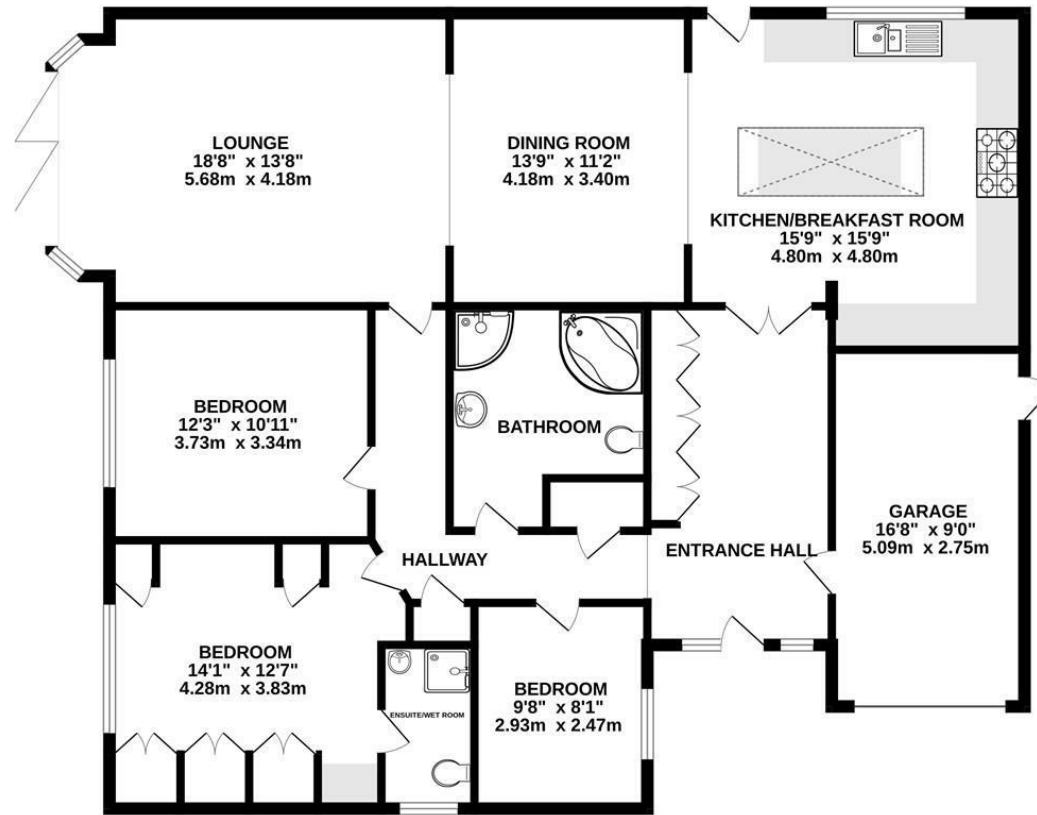 LOUNGE
18'8" x 13'8"
5.68m x 4.18m
DINING ROOM
13'9" x 11'2"
4.18m x 3.40m
KITCHEN/BREAKFAST ROOM
15'9" x 15'9"
4.80m x 4.80m
BEDROOM
12'3" x 10'11"
3.73m x 3.34m
BATHROOM
GARAGE
16'8" x 9'0"
5.09m x 2.75m
HALLWAY
ENTRANCE HALL
BEDROOM
14'1" x 12'7"
4.28m x 3.83m
ENSUITE/WET ROOM
BEDROOM
9'8" x 8'1"
2.93m x 2.47m